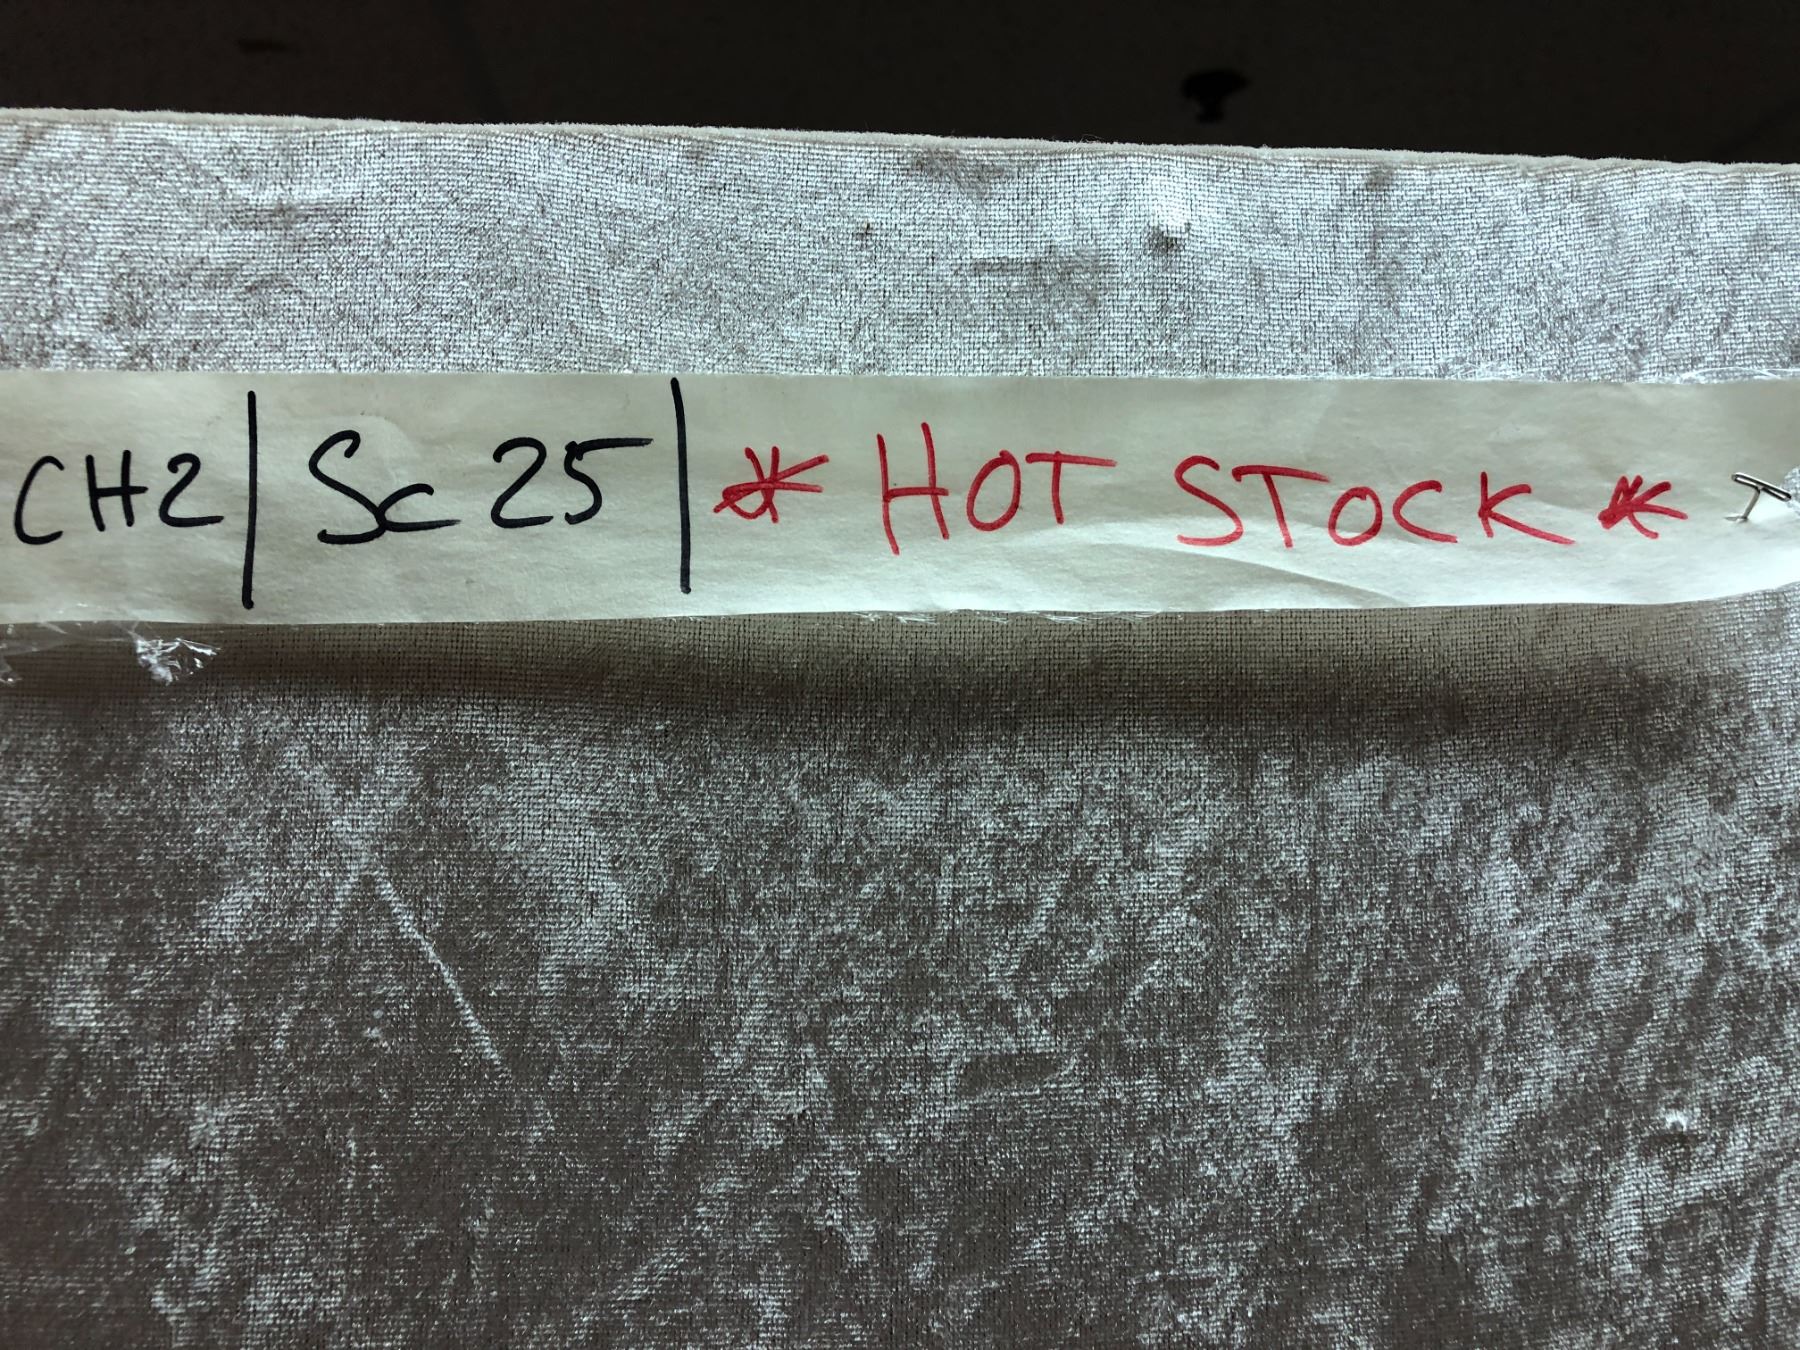 CH2 | Sc 25 | * HOT STOCK *